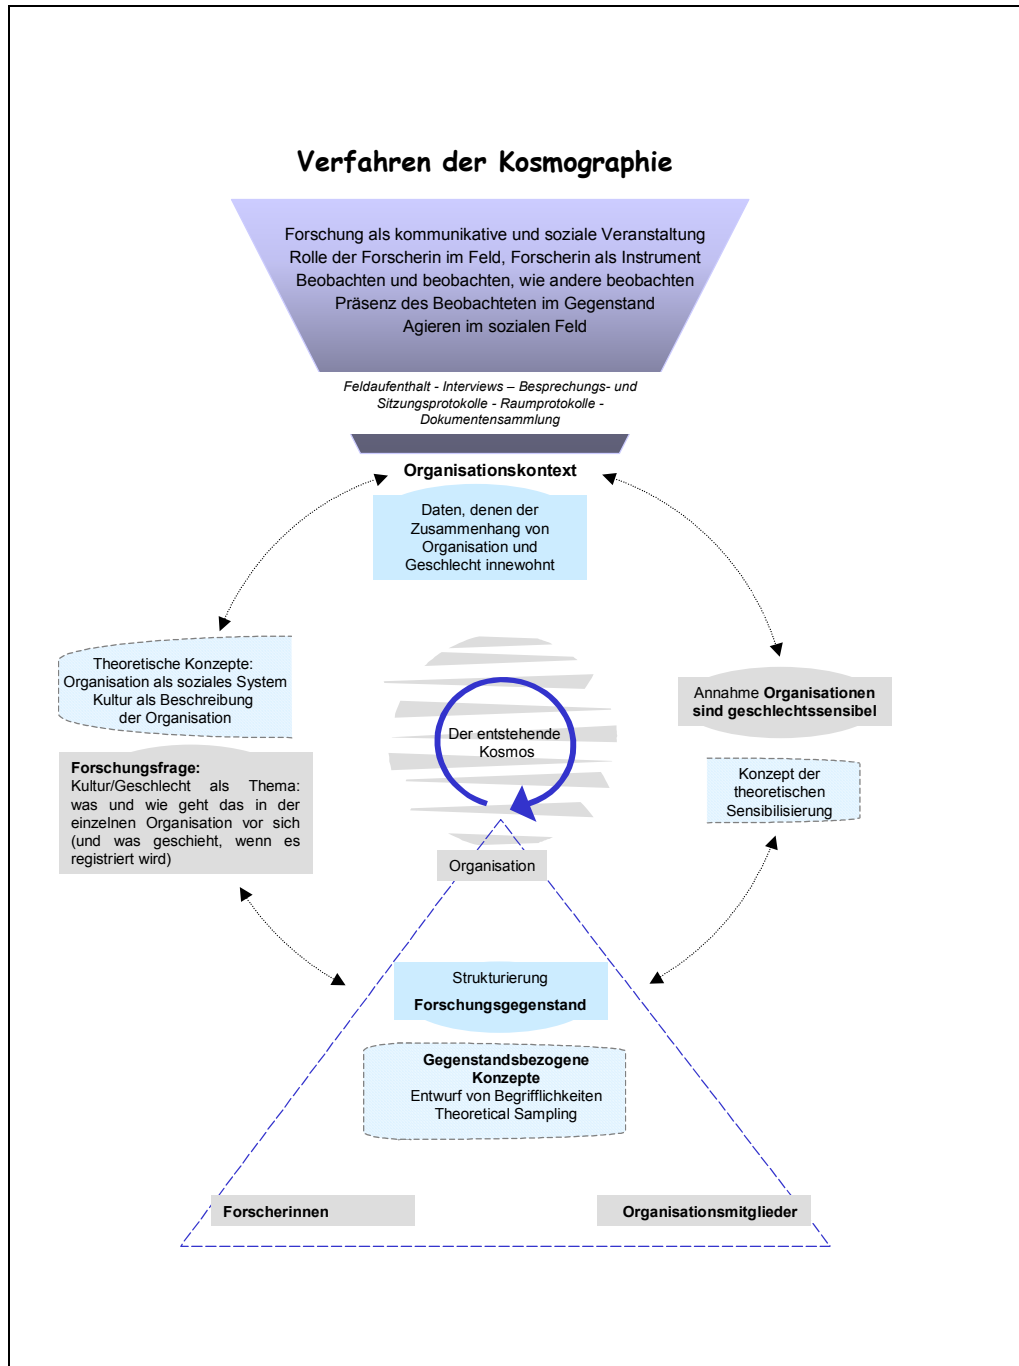 Verfahren der Kosmographie
Forschung als kommunikative und soziale Veranstaltung
Rolle der Forscherin im Feld, Forscherin als Instrument
Beobachten und beobachten, wie andere beobachten
Präsenz des Beobachteten im Gegenstand
Agieren im sozialen Feld
Feldaufenthalt - Interviews – Besprechungs- und
Sitzungsprotokolle - Raumprotokolle -
Dokumentensammlung
Organisationskontext
Daten, denen der
Zusammenhang von
Organisation und
Geschlecht innewohnt
Theoretische Konzepte:
Organisation als soziales System
Kultur als Beschreibung
der Organisation
Forschungsfrage:
Kultur/Geschlecht als Thema:
was und wie geht das in der
einzelnen Organisation vor sich
(und was geschieht, wenn es
registriert wird)
Der entstehende
Kosmos
Annahme Organisationen
sind geschlechtssensibel
Konzept der
theoretischen
Sensibilisierung
Organisation
Strukturierung
Forschungsgegenstand
Gegenstandsbezogene
Konzepte
Entwurf von Begrifflichkeiten
Theoretical Sampling
Forscherinnen
Organisationsmitglieder